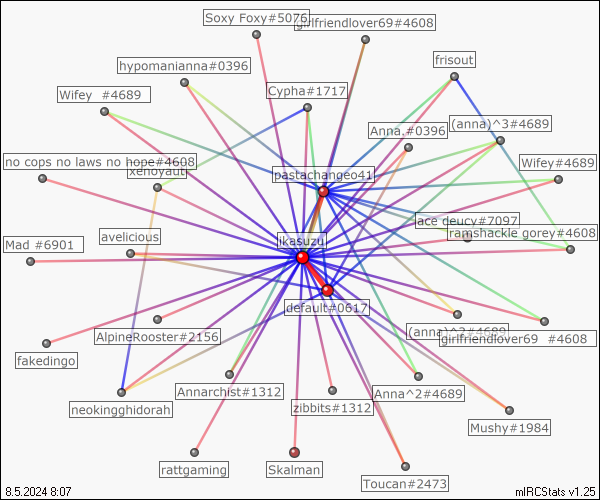 Soxy Foxy#5076
girlfriendlover69#4608
frisout
hypomanianna#0396
Cypha#1717
Wifey  #4689
Anna.#0396
(anna)^3#4689
no cops no laws no hope#4608
xenoyaut
pastachangeo41
Wifey#4689
ace deucy#7097
ramshackle gorey#4608
Mad #6901
avelicious
ikasuzu
default#0617
AlpineRooster#2156
(anna)^2#4689
girlfriendlover69  #4608
fakedingo
Annarchist#1312
Anna^2#4689
neokingghidorah
zibbits#1312
Mushy#1984
rattgaming
Skalman
Toucan#2473
8.5.2024 8:07
mIRCStats v1.25